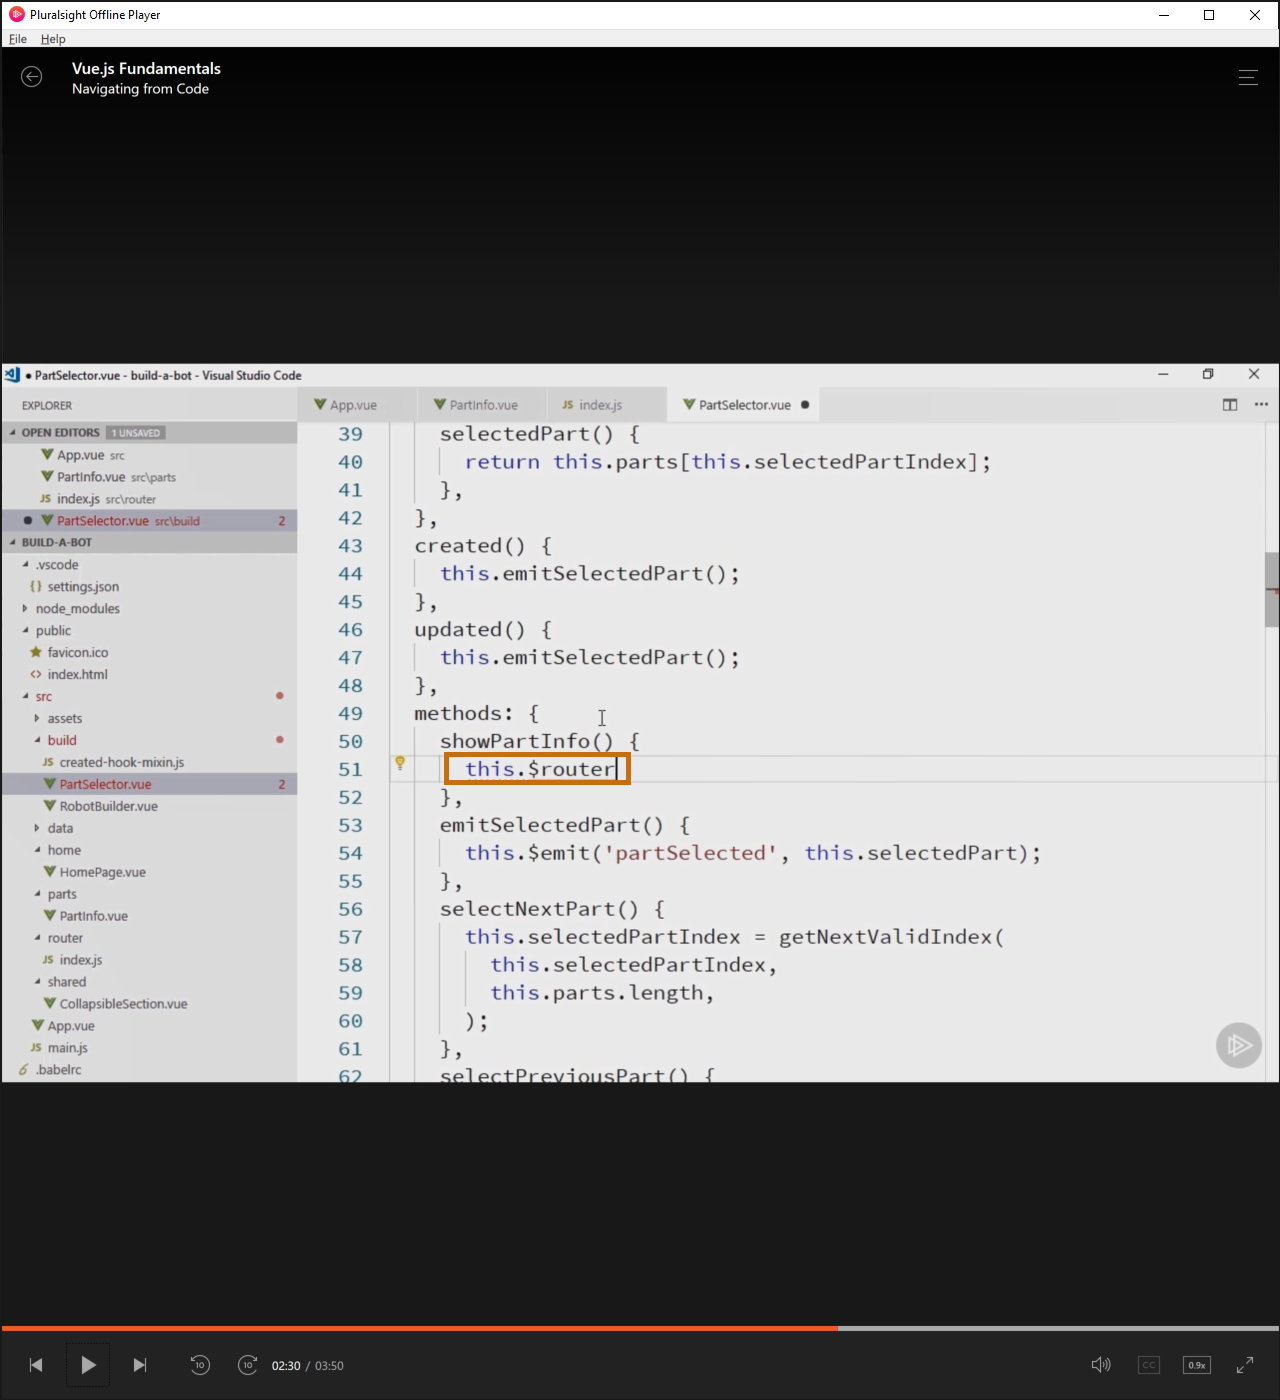 Pluralsight Offline Player
File Help
Vue.js Fundamentals
Navigating from Code
● PartSelector.vue - build-a-bot - Visual Studio Code
EXPLORER
App.vue PartInfo.vue JS index.js PartSelector.vue ●
OPEN EDITORS 1 UNSAVED
App.vue src
PartInfo.vue src\parts
JS index.js src\router
PartSelector.vue src\build 2
BUILD-A-BOT
.vscode
{} settings.json
node_modules
public
favicon.ico
<> index.html
src
assets
build
JS created-hook-mixin.js
PartSelector.vue 2
RobotBuilder.vue
data
home
HomePage.vue
parts
PartInfo.vue
router
JS index.js
shared
CollapsibleSection.vue
App.vue
JS main.js
.babelrc
39 selectedPart() {
40 return this.parts[this.selectedPartIndex];
41 },
42 },
43 created() {
44 this.emitSelectedPart();
45 },
46 updated() {
47 this.emitSelectedPart();
48 },
49 methods: {
50 showPartInfo() {
51 this.$router
52 },
53 emitSelectedPart() {
54 this.$emit('partSelected', this.selectedPart);
55 },
56 selectNextPart() {
57 this.selectedPartIndex = getNextValidIndex(
58 this.selectedPartIndex,
59 this.parts.length,
60 );
61 },
62 selectPreviousPart() {
10 10 02:30 / 03:50 CC 0.9x